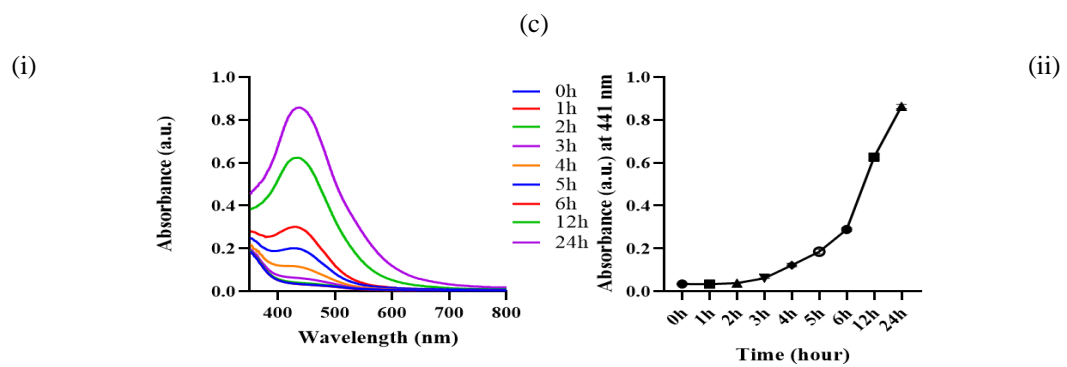 (c)
(i)
(ii)
Absorbance (a.u.)
1.0
0.8
0.6
0.4
0.2
0.0
400 500 600 700 800
Wavelength (nm)
0h
1h
2h
3h
4h
5h
6h
12h
24h
Absorbance (a.u.) at 441 nm
1.0
0.8
0.6
0.4
0.2
0.0
0h 1h 2h 3h 4h 5h 6h 12h 24h
Time (hour)